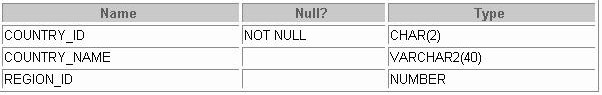 Name Null? Type
COUNTRY_ID NOT NULL CHAR(2)
COUNTRY_NAME VARCHAR2(40)
REGION_ID NUMBER